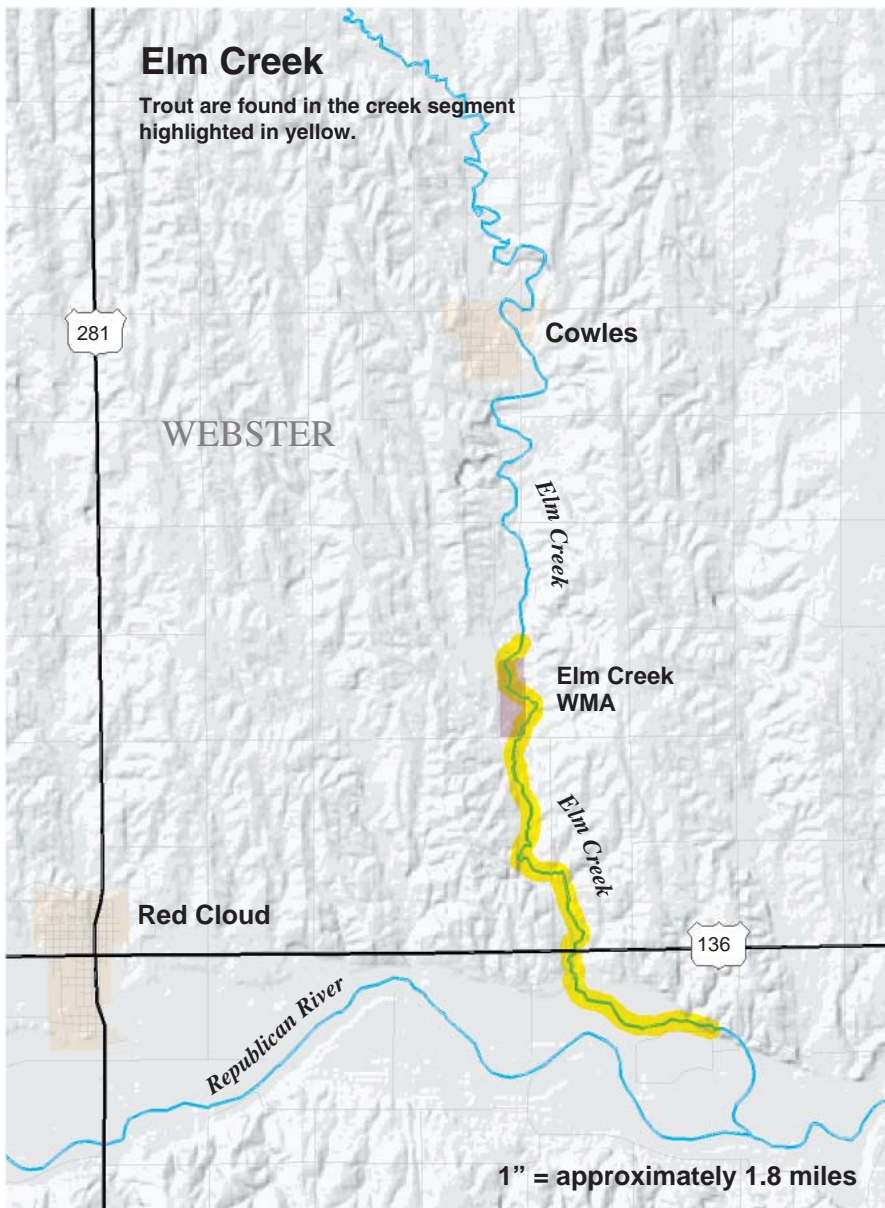 Elm Creek
Trout are found in the creek segment
highlighted in yellow.
281
Cowles
WEBSTER
Elm Creek
Elm Creek
WMA
Elm Creek
Red Cloud
136
Republican River
1” = approximately 1.8 miles